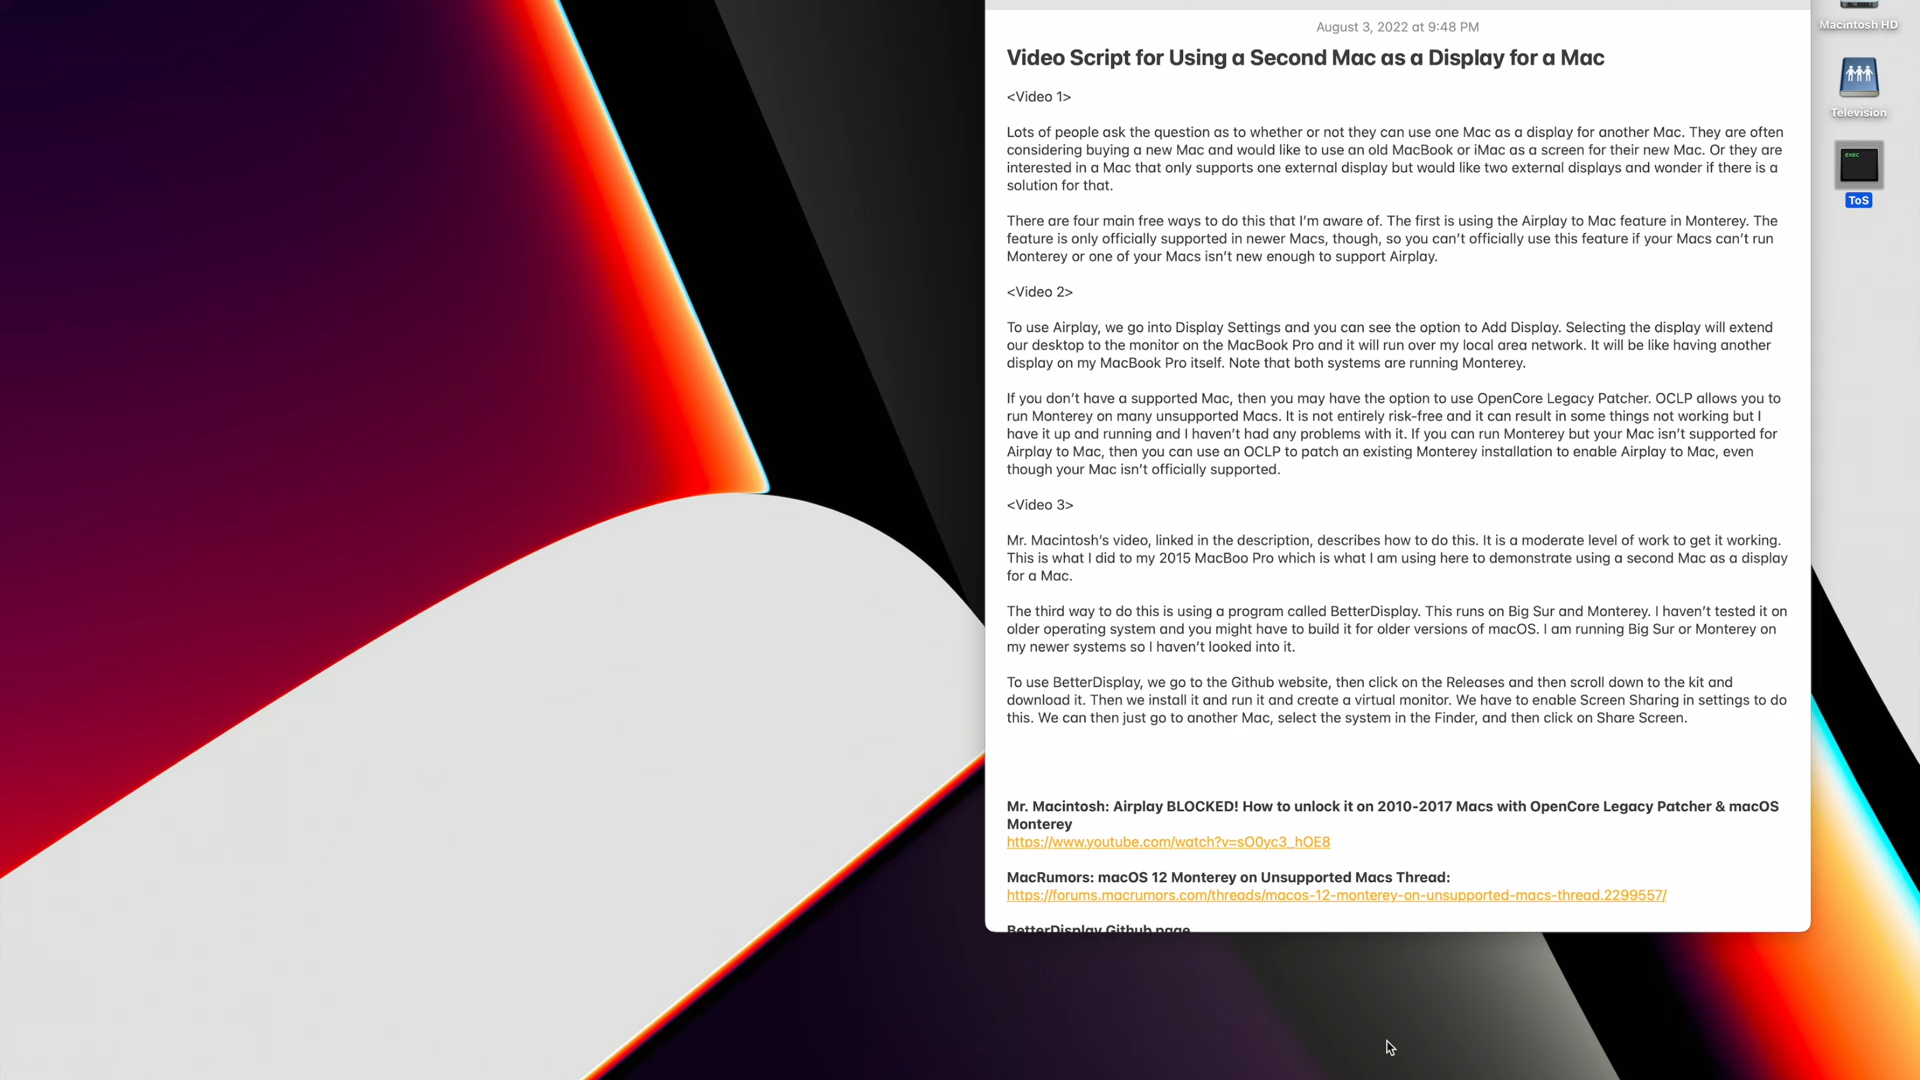 August 3, 2022 at 9:48 PM
Video Script for Using a Second Mac as a Display for a Mac
<Video 1>
Lots of people ask the question as to whether or not they can use one Mac as a display for another Mac. They are often
considering buying a new Mac and would like to use an old MacBook or iMac as a screen for their new Mac. Or they are
interested in a Mac that only supports one external display but would like two external displays and wonder if there is a
solution for that.
There are four main free ways to do this that I'm aware of. The first is using the Airplay to Mac feature in Monterey. The
feature is only officially supported in newer Macs, though, so you can't officially use this feature if your Macs can't run
Monterey or one of your Macs isn't new enough to support Airplay.
<Video 2>
To use Airplay, we go into Display Settings and you can see the option to Add Display. Selecting the display will extend
our desktop to the monitor on the MacBook Pro and it will run over my local area network. It will be like having another
display on my MacBook Pro itself. Note that both systems are running Monterey.
If you don't have a supported Mac, then you may have the option to use OpenCore Legacy Patcher. OCLP allows you to
run Monterey on many unsupported Macs. It is not entirely risk-free and it can result in some things not working but I
have it up and running and I haven't had any problems with it. If you can run Monterey but your Mac isn't supported for
Airplay to Mac, then you can use an OCLP to patch an existing Monterey installation to enable Airplay to Mac, even
though your Mac isn't officially supported.
<Video 3>
Mr. Macintosh's video, linked in the description, describes how to do this. It is a moderate level of work to get it working.
This is what I did to my 2015 MacBoo Pro which is what I am using here to demonstrate using a second Mac as a display
for a Mac.
The third way to do this is using a program called BetterDisplay. This runs on Big Sur and Monterey. I haven't tested it on
older operating system and you might have to build it for older versions of macOS. I am running Big Sur or Monterey on
my newer systems so I haven't looked into it.
To use BetterDisplay, we go to the Github website, then click on the Releases and then scroll down to the kit and
download it. Then we install it and run it and create a virtual monitor. We have to enable Screen Sharing in settings to do
this. We can then just go to another Mac, select the system in the Finder, and then click on Share Screen.
Mr. Macintosh: Airplay BLOCKED! How to unlock it on 2010-2017 Macs with OpenCore Legacy Patcher & macOS
Monterey
https://www.youtube.com/watch?v=sO0yc3_hOE8
MacRumors: macOS 12 Monterey on Unsupported Macs Thread:
https://forums.macrumors.com/threads/macos-12-monterey-on-unsupported-macs-thread.2299557/
BetterDisplay Github page
Macintosh HD
Television
exec
ToS